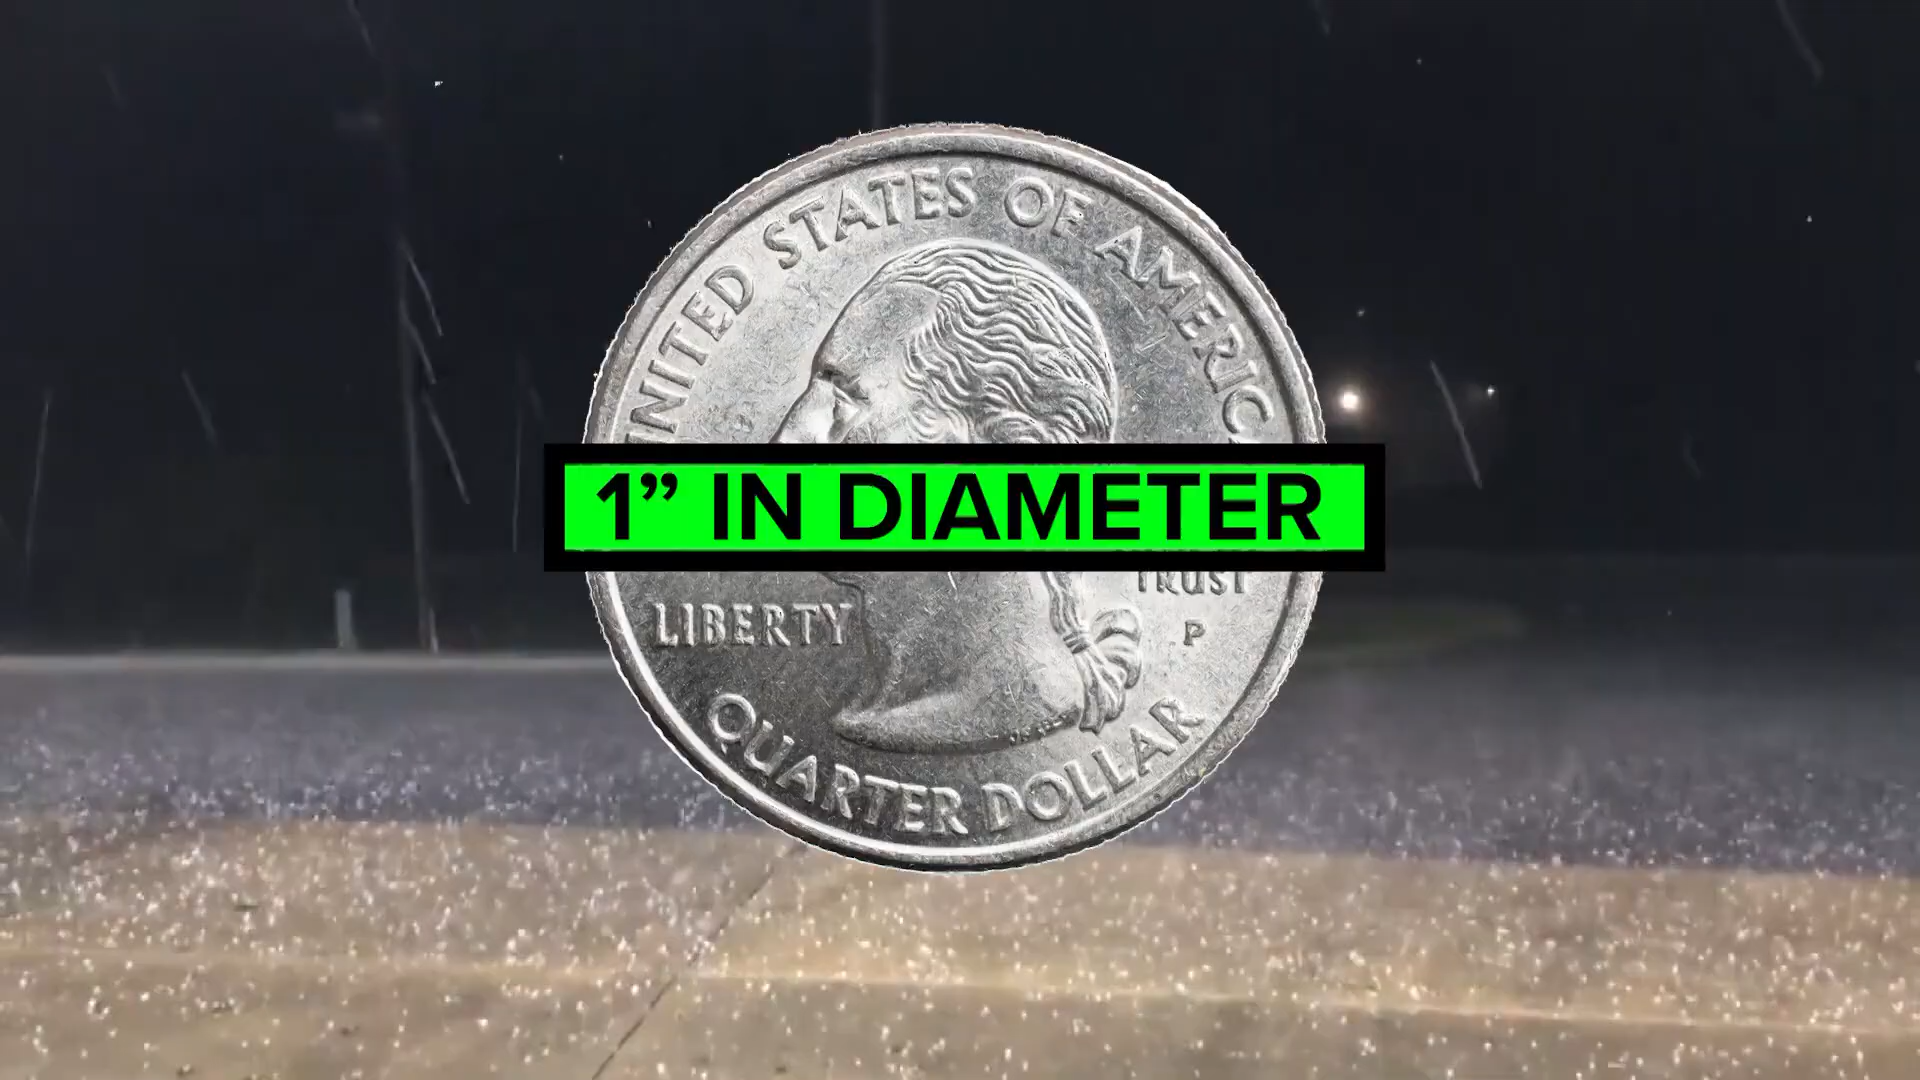 UNITED STATES OF AMERICA
1” IN DIAMETER
TRUST
LIBERTY
P
QUARTER DOLLAR